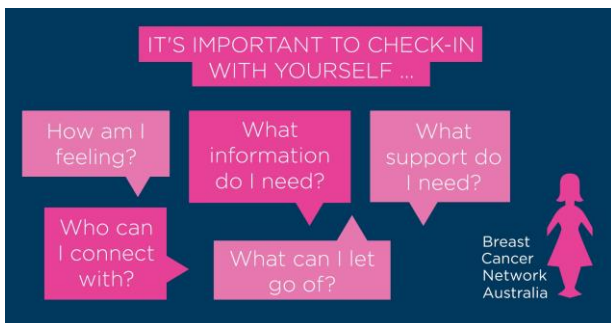 IT'S IMPORTANT TO CHECK-IN
WITH YOURSELF ...
How am I
feeling?
What
information
do I need?
What
support do
I need?
Who can
I connect
with?
What can I let
go of?
Breast
Cancer
Network
Australia